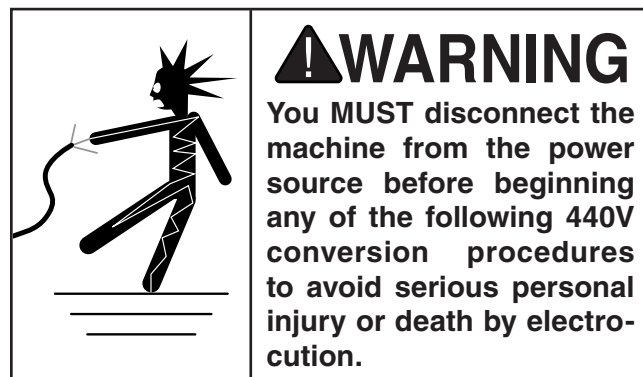 WARNING
You MUST disconnect the
machine from the power
source before beginning
any of the following 440V
conversion procedures
to avoid serious personal
injury or death by electro-
cution.